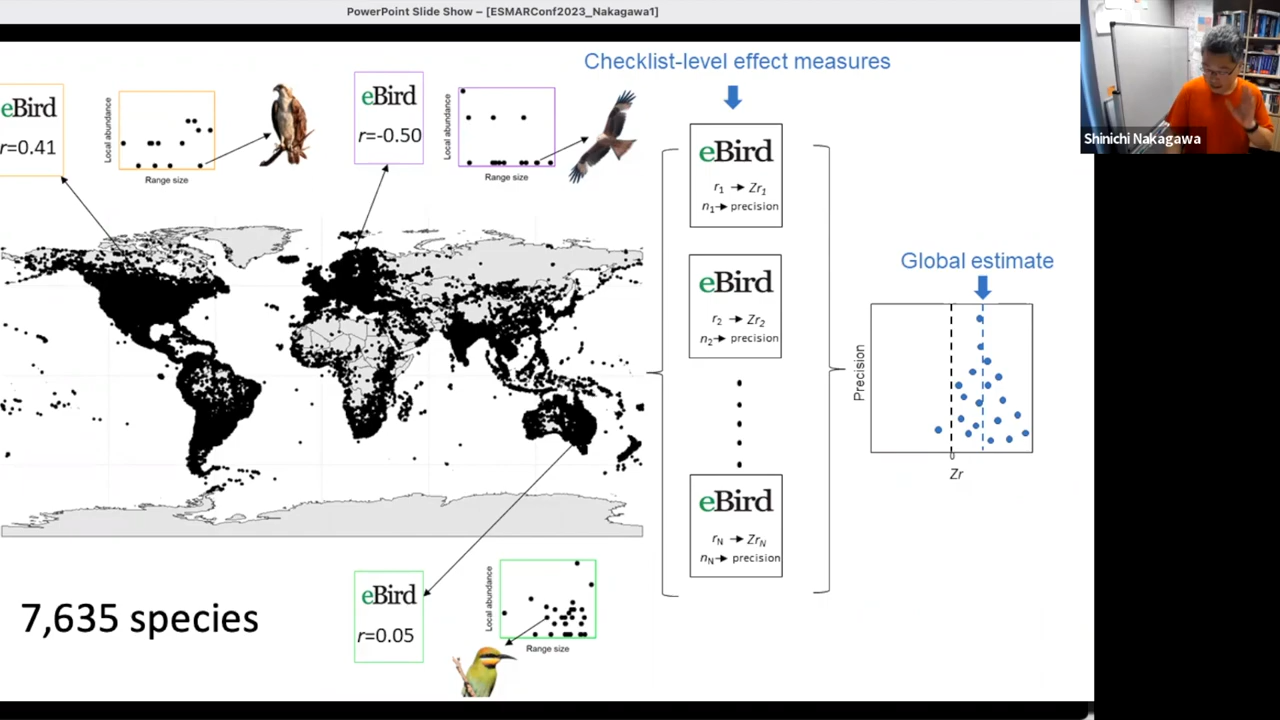 PowerPoint Slide Show – [ESMARConf2023_Nakagawa1]
Shinichi Nakagawa
Checklist-level effect measures
eBird
r=0.41
Local abundance
Range size
eBird
r=-0.50
Local abundance
Range size
eBird
r1 → Zr1
n1 → precision
eBird
r2 → Zr2
n2 → precision
eBird
rN → ZrN
nN → precision
Global estimate
Precision
0
Zr
7,635 species
eBird
r=0.05
Local abundance
Range size